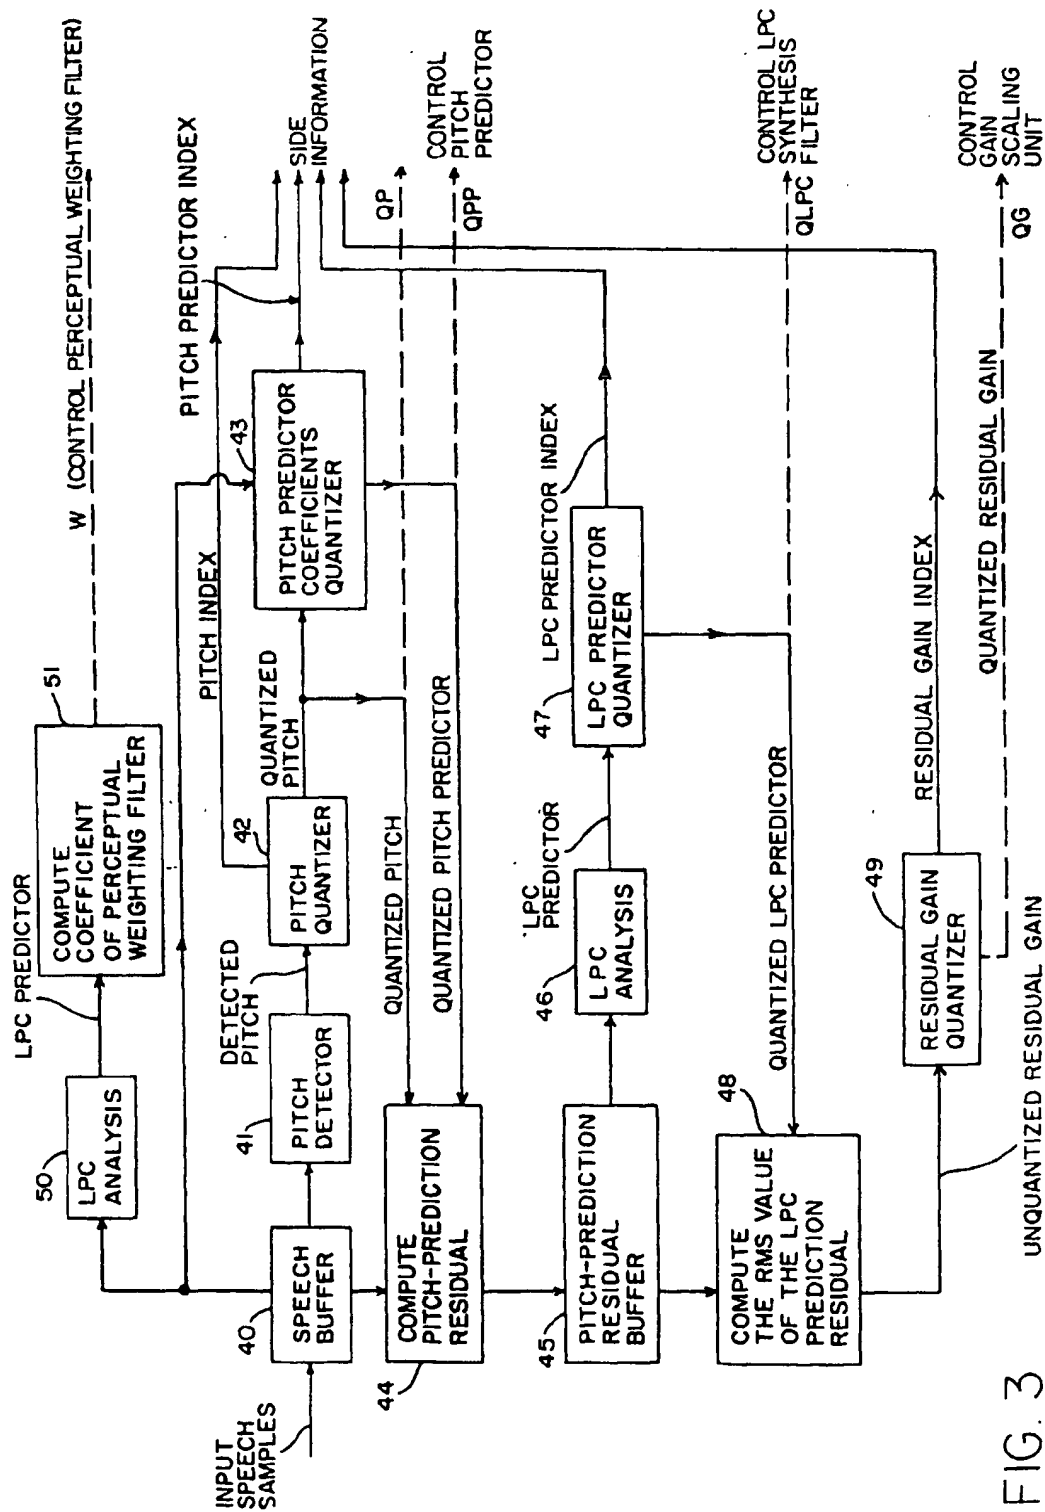 LPC PREDICTOR
50
LPC
ANALYSIS
51
COMPUTE
COEFFICIENT
OF PERCEPTUAL
WEIGHTING FILTER
W (CONTROL PERCEPTUAL WEIGHTING FILTER)
INPUT
SPEECH
SAMPLES
40
SPEECH
BUFFER
41
PITCH
DETECTOR
DETECTED
PITCH
42
PITCH
QUANTIZER
PITCH INDEX
QUANTIZED
PITCH
43
PITCH PREDICTOR
COEFFICIENTS
QUANTIZER
PITCH PREDICTOR INDEX
SIDE
INFORMATION
44
COMPUTE
PITCH-PREDICTION
RESIDUAL
QUANTIZED PITCH
QUANTIZED PITCH PREDICTOR
QP
QPP
CONTROL
PITCH
PREDICTOR
45
PITCH-PREDICTION
RESIDUAL
BUFFER
46
LPC
ANALYSIS
LPC
PREDICTOR
47
LPC PREDICTOR
QUANTIZER
LPC PREDICTOR INDEX
COMPUTE
THE RMS VALUE
OF THE LPC
PREDICTION
RESIDUAL
48
QUANTIZED LPC PREDICTOR
QLPC
CONTROL LPC
SYNTHESIS
FILTER
49
RESIDUAL GAIN
QUANTIZER
RESIDUAL GAIN INDEX
UNQUANTIZED RESIDUAL GAIN
QUANTIZED RESIDUAL GAIN
QG
CONTROL
GAIN
SCALING
UNIT
FIG. 3